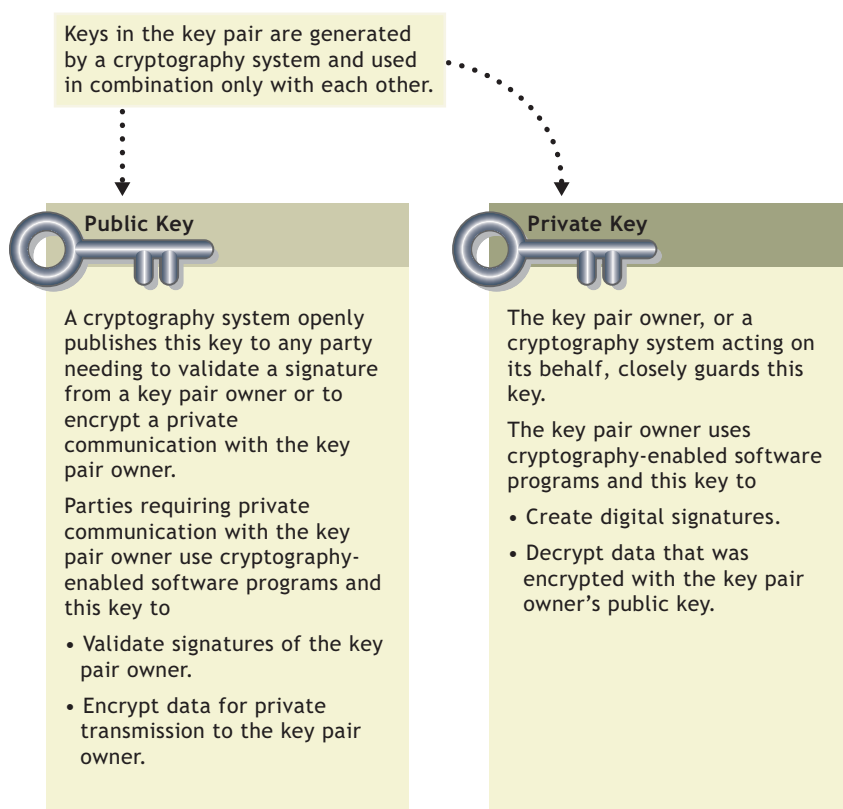 Keys in the key pair are generated
by a cryptography system and used
in combination only with each other.
Public Key
A cryptography system openly
publishes this key to any party
needing to validate a signature
from a key pair owner or to
encrypt a private
communication with the key
pair owner.
Parties requiring private
communication with the key
pair owner use cryptography-
enabled software programs and
this key to
• Validate signatures of the key
pair owner.
• Encrypt data for private
transmission to the key pair
owner.
Private Key
The key pair owner, or a
cryptography system acting on
its behalf, closely guards this
key.
The key pair owner uses
cryptography-enabled software
programs and this key to
• Create digital signatures.
• Decrypt data that was
encrypted with the key pair
owner’s public key.